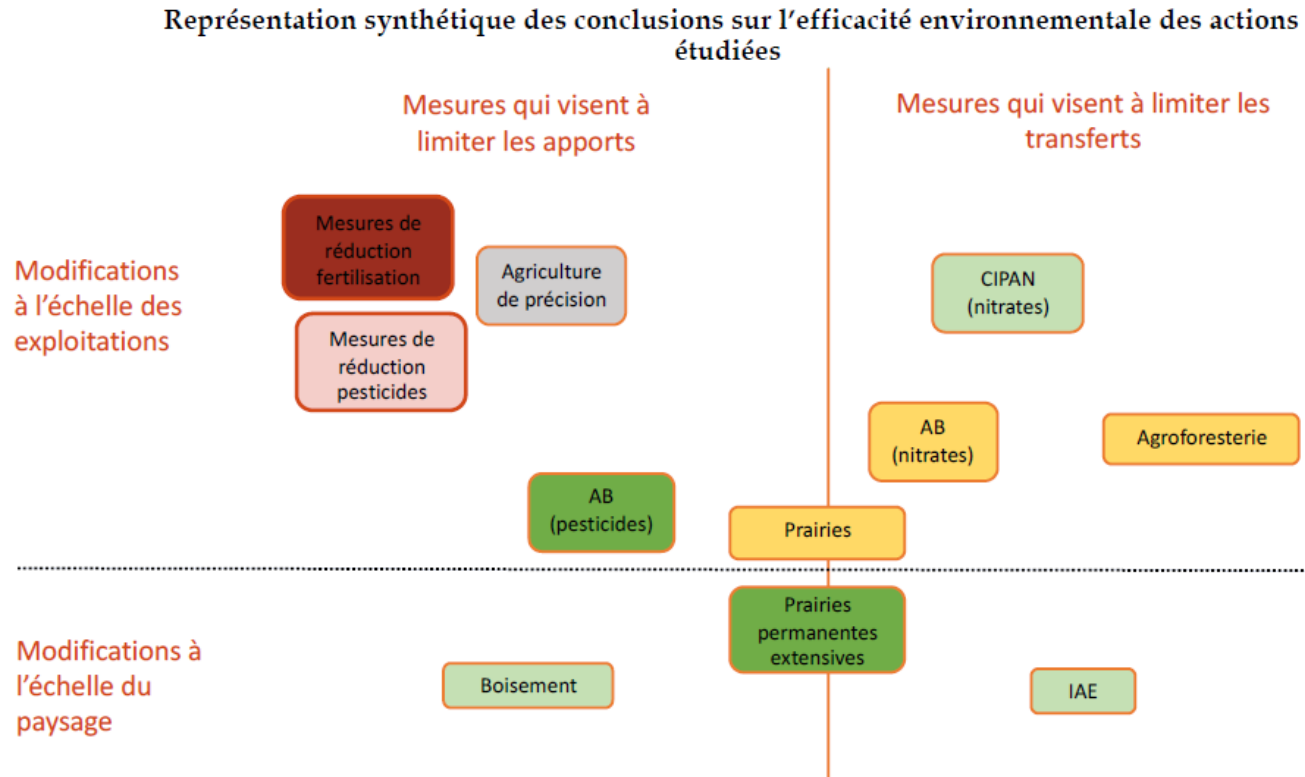 Représentation synthétique des conclusions sur l’efficacité environnementale des actions
étudiées
Mesures qui visent à
limiter les apports
Mesures qui visent à limiter les
transferts
Modifications
à l’échelle des
exploitations
Mesures de
réduction
fertilisation
Agriculture
de précision
CIPAN
(nitrates)
Mesures de
réduction
pesticides
AB
(nitrates)
Agroforesterie
AB
(pesticides)
Prairies
Modifications à
l’échelle du
paysage
Prairies
permanentes
extensives
Boisement
IAE